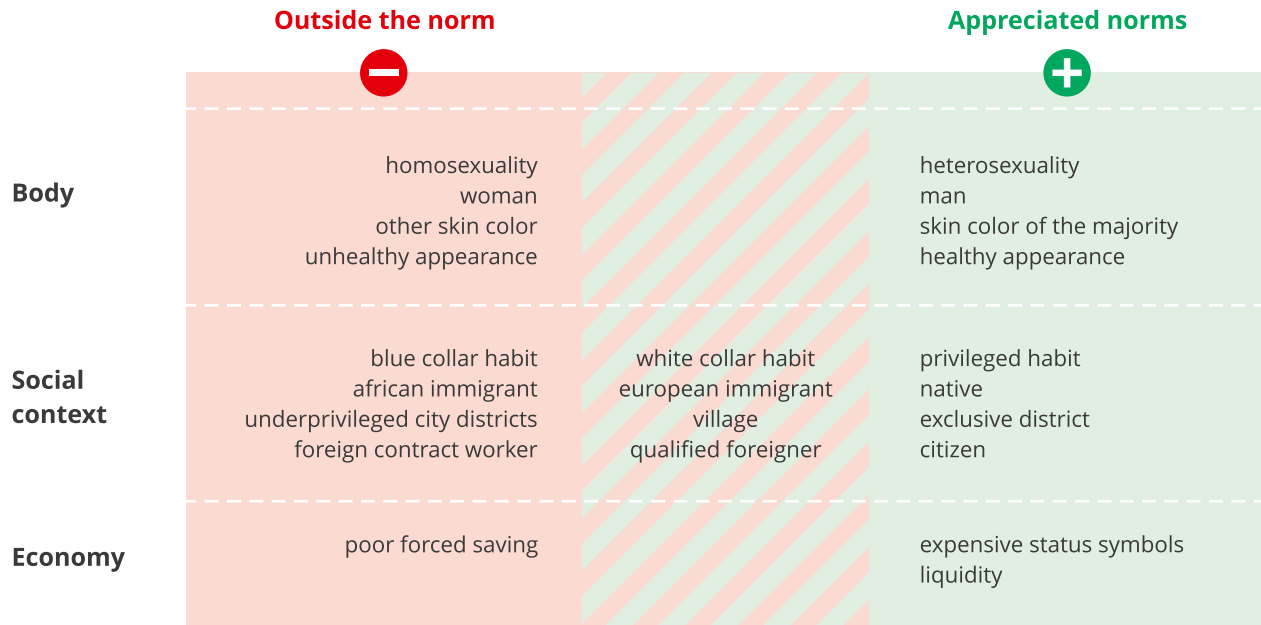 Outside the norm
Appreciated norms
Body
homosexuality
woman
other skin color
unhealthy appearance
heterosexuality
man
skin color of the majority
healthy appearance
Social
context
blue collar habit
african immigrant
underprivileged city districts
foreign contract worker
white collar habit
european immigrant
village
qualified foreigner
privileged habit
native
exclusive district
citizen
Economy
poor forced saving
expensive status symbols
liquidity